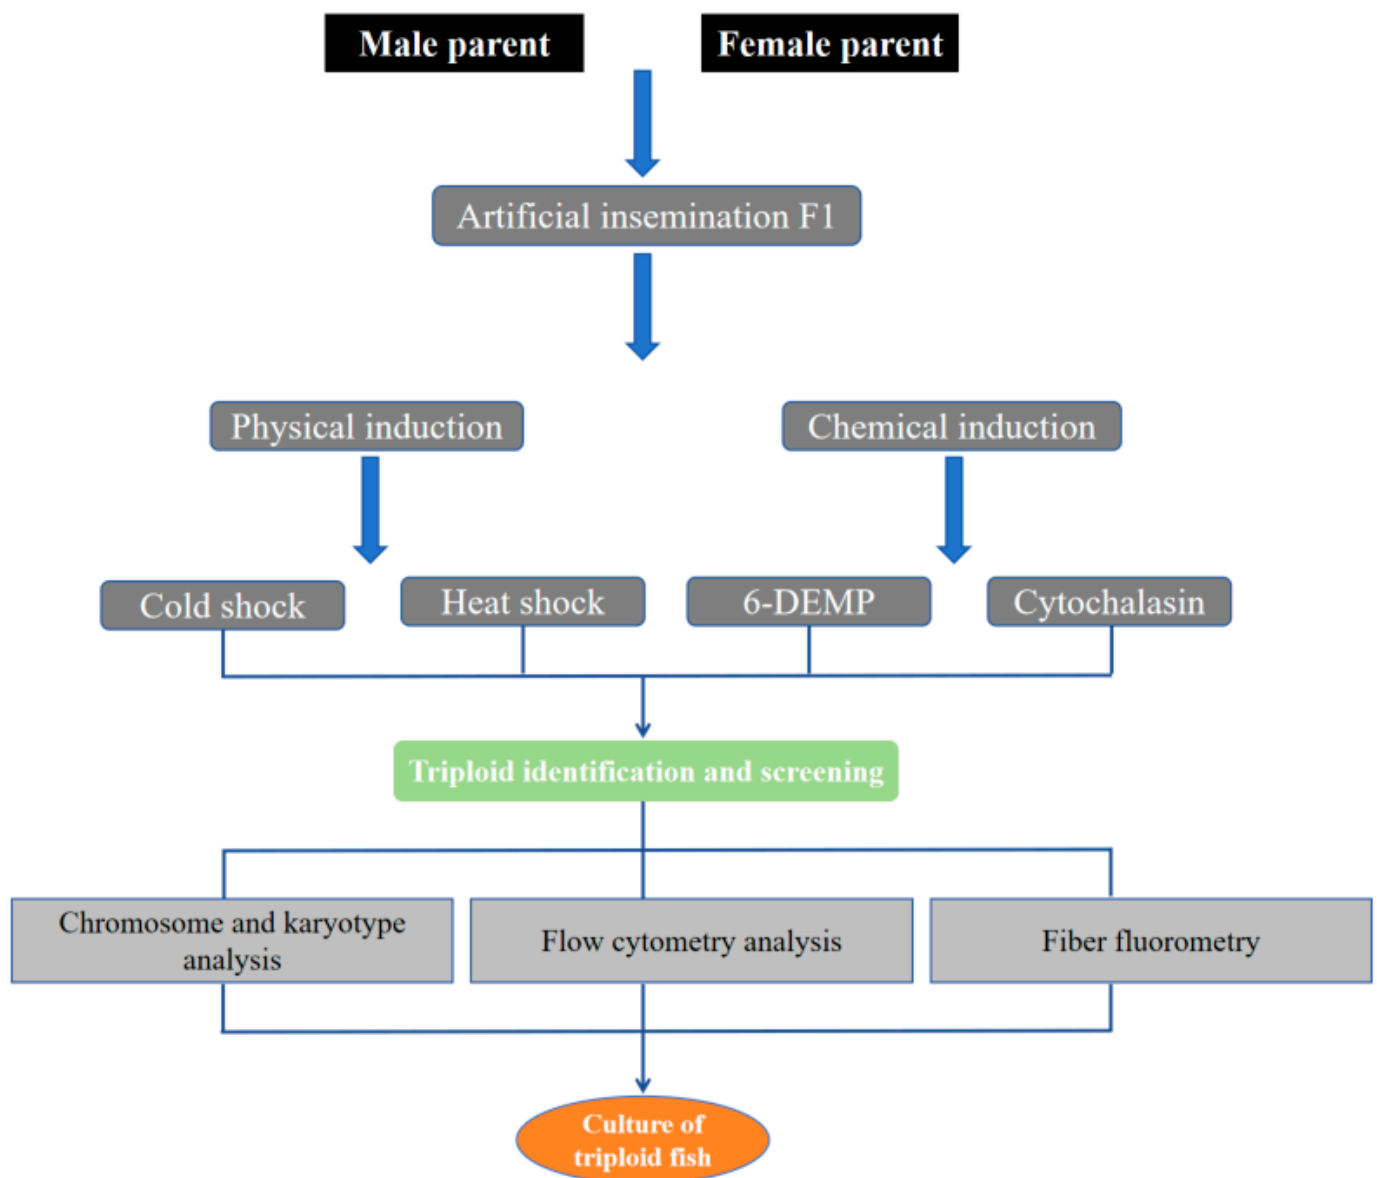 Male parent
Female parent
Artificial insemination F1
Physical induction
Chemical induction
Cold shock
Heat shock
6-DEMP
Cytochalasin
Triploid identification and screening
Chromosome and karyotype
analysis
Flow cytometry analysis
Fiber fluorometry
Culture of
triploid fish